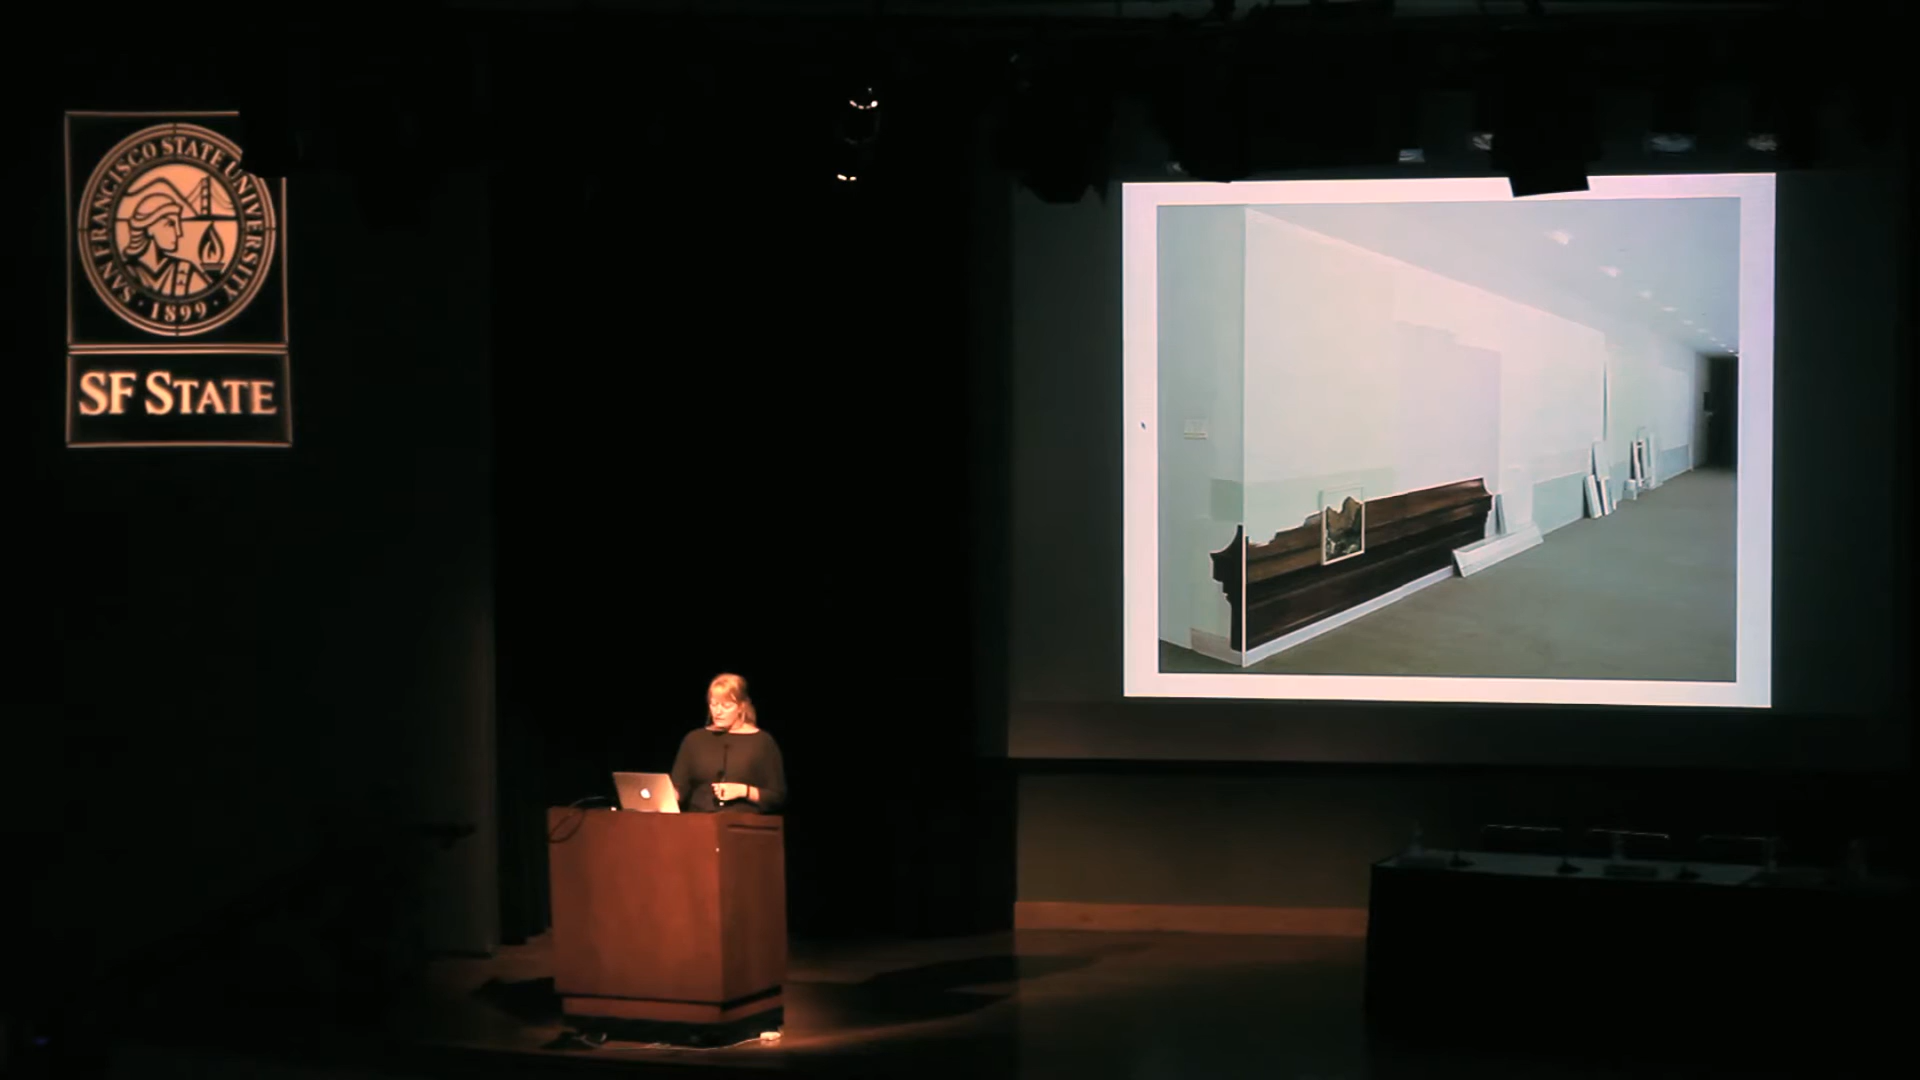 SAN FRANCISCO STATE UNIVERSITY
· 1899 ·
SF STATE